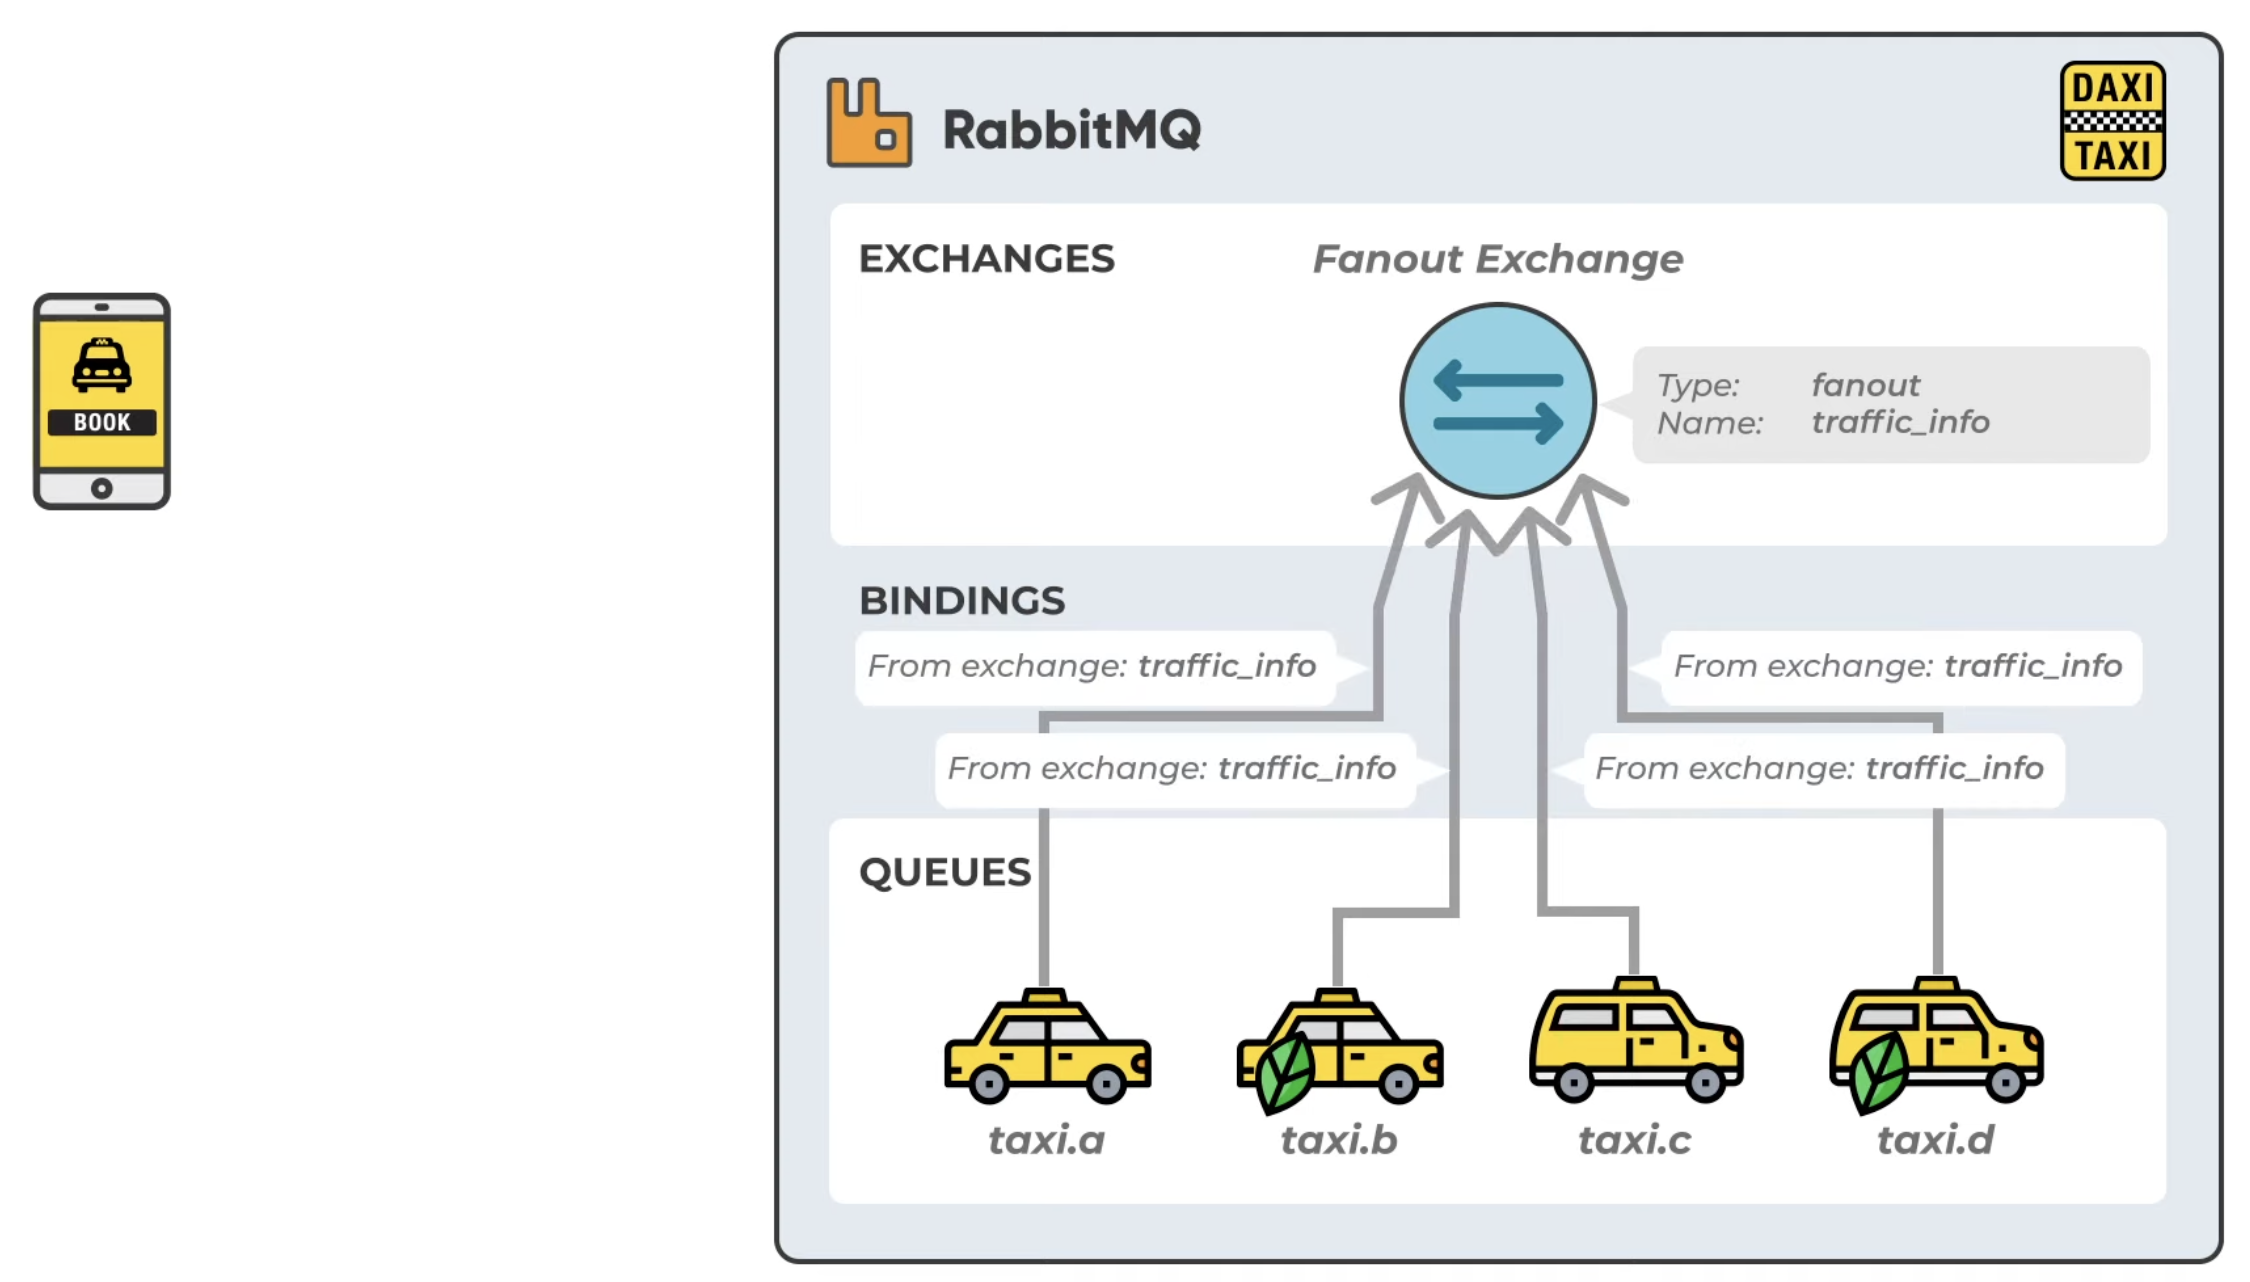 RabbitMQ
DAXI
TAXI
EXCHANGES
Fanout Exchange
Type: fanout
Name: traffic_info
BOOK
BINDINGS
From exchange: traffic_info
From exchange: traffic_info
From exchange: traffic_info
From exchange: traffic_info
QUEUES
taxi.a
taxi.b
taxi.c
taxi.d